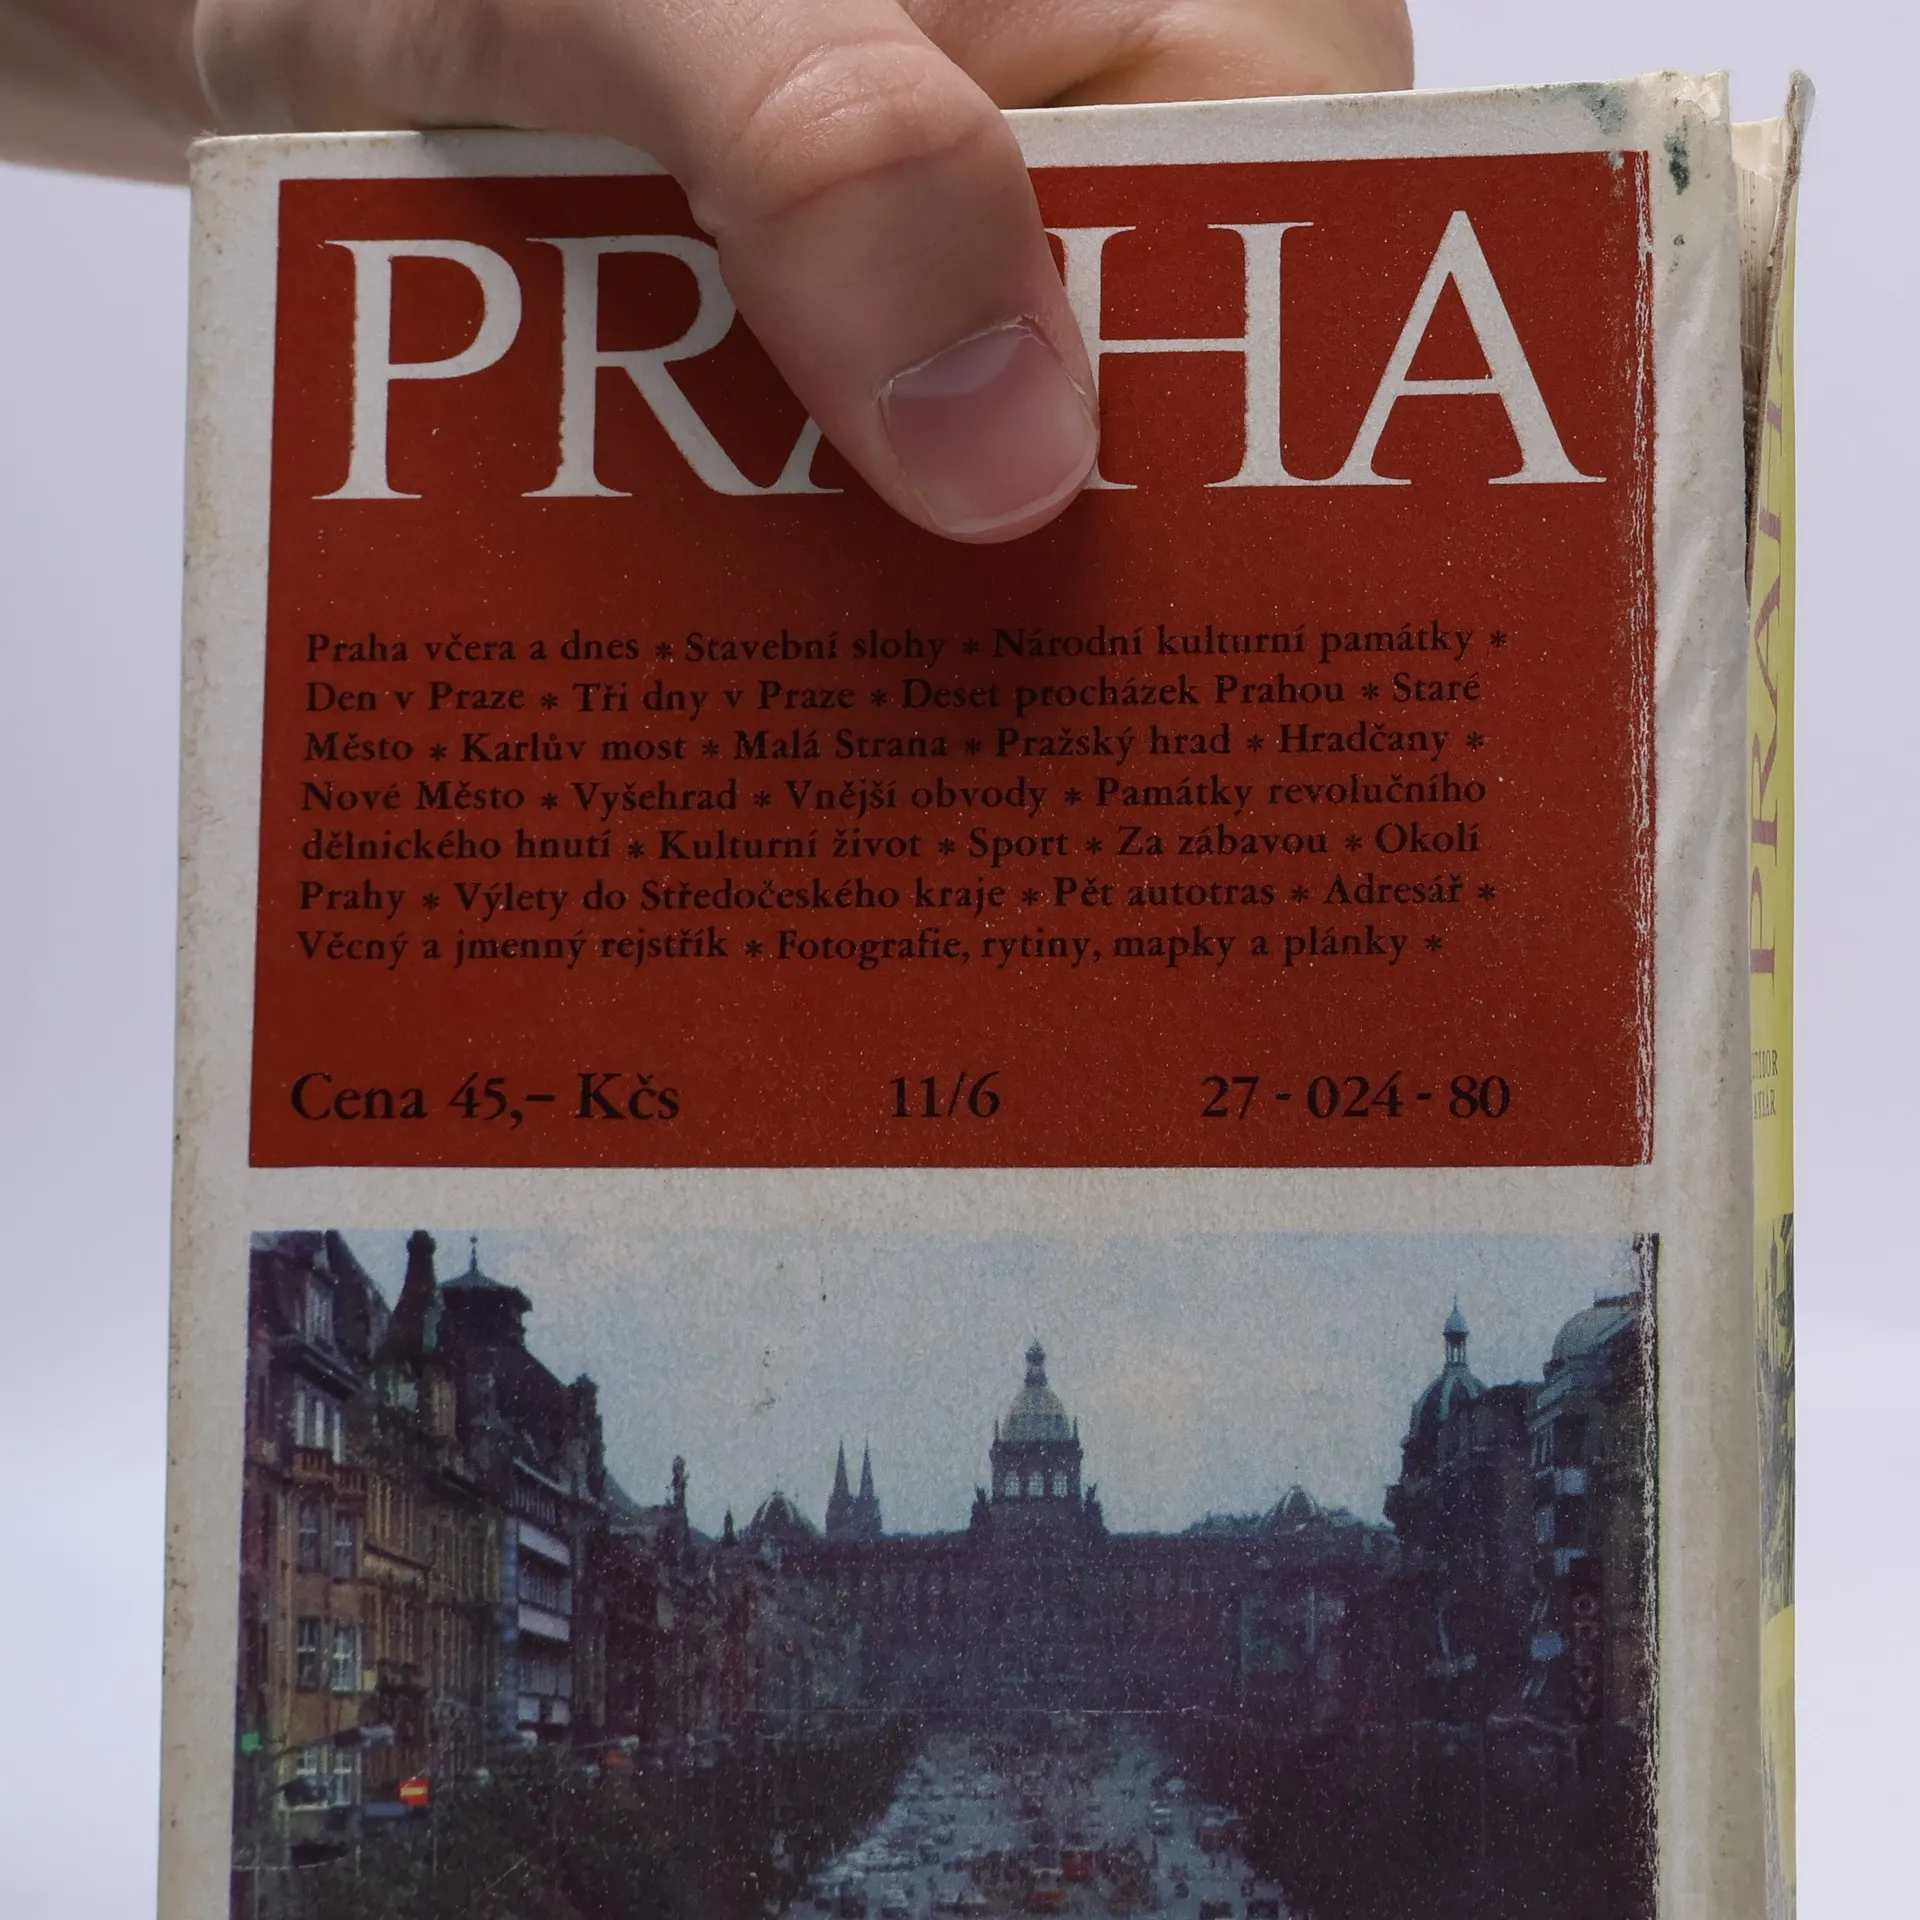 PRAHA
Praha včera a dnes * Stavební slohy * Národní kulturní památky *
Den v Praze * Tři dny v Praze * Deset procházek Prahou * Staré
Město * Karlův most * Malá Strana * Pražský hrad * Hradčany *
Nové Město * Vyšehrad * Vnější obvody * Památky revolučního
dělnického hnutí * Kulturní život * Sport * Za zábavou * Okolí
Prahy * Výlety do Středočeského kraje * Pět autotras * Adresář *
Věcný a jmenný rejstřík * Fotografie, rytiny, mapky a plánky *
Cena 45,– Kčs 11/6 27 - 024 - 80